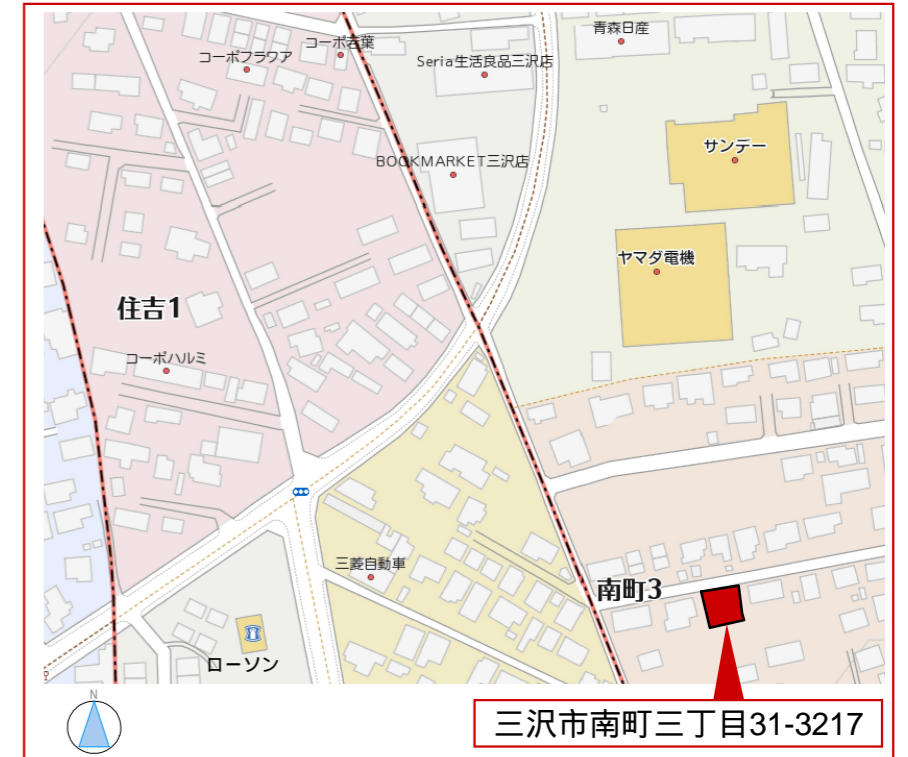 青森日産
コーポ若葉
コーポフラワア
Seria生活良品三沢店
サンデー
BOOKMARKET三沢店
ヤマダ電機
住吉1
コーポハルミ
三菱自動車
南町3
ローソン
N
三沢市南町三丁目31-3217